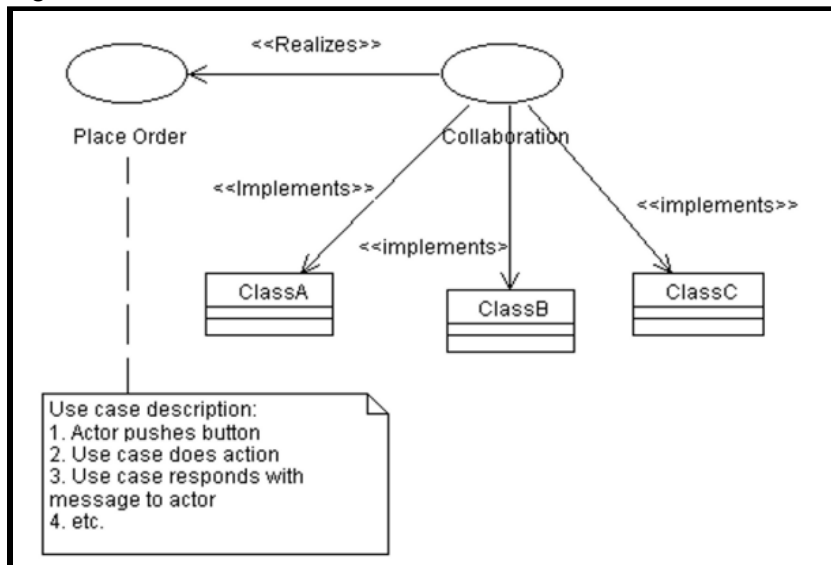 <<Realizes>>
Place Order
Collaboration
<<Implements>>
<<implements>>
<<implements>
ClassA
ClassB
ClassC
Use case description:
1. Actor pushes button
2. Use case does action
3. Use case responds with
message to actor
4. etc.